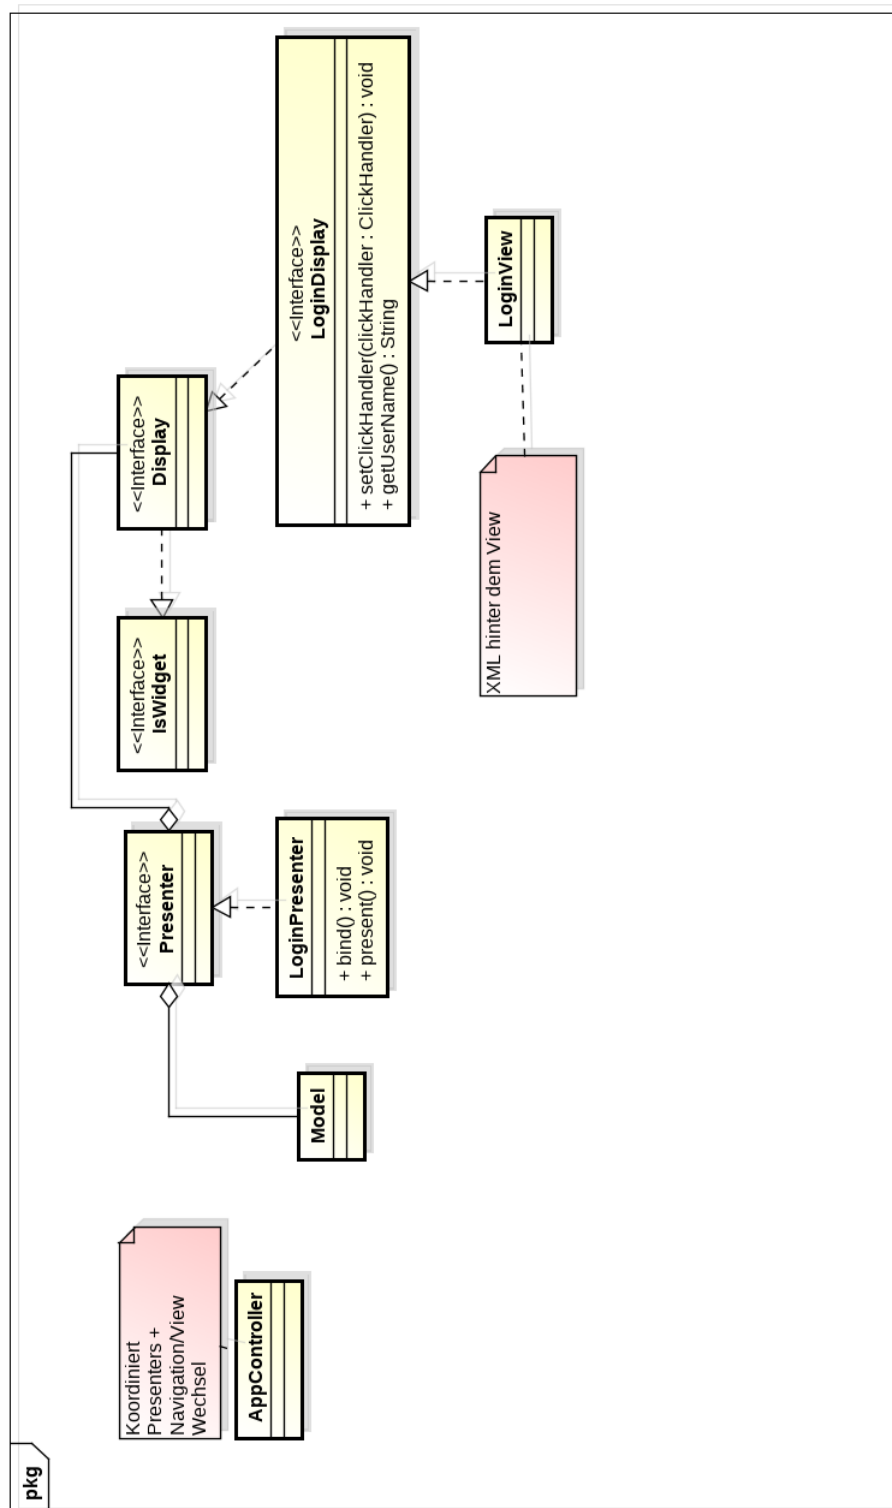 pkg
Koordiniert
Presenters +
Navigation/View
Wechsel
AppController
Model
<<Interface>>
Presenter
LoginPresenter
+ bind() : void
+ present() : void
<<Interface>>
IsWidget
<<Interface>>
Display
<<Interface>>
LoginDisplay
+ setClickHandler(clickHandler : ClickHandler) : void
+ getUserName() : String
XML hinter dem View
LoginView